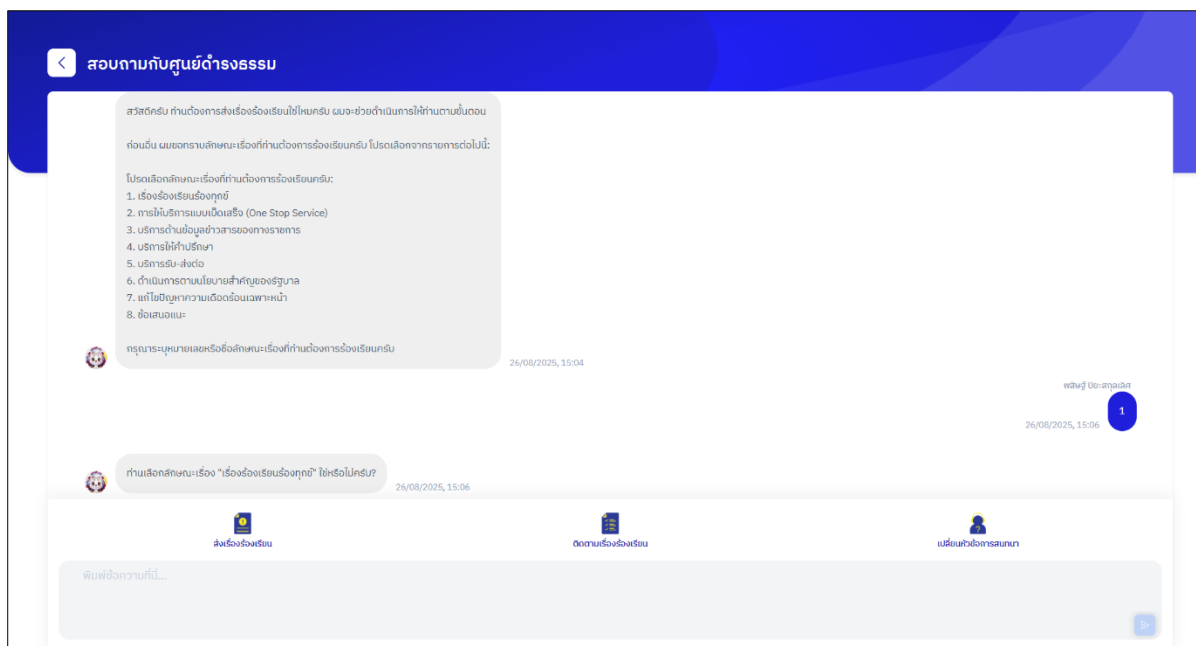 สอบถามกับศูนย์ดำรงธรรม
สวัสดีครับ ท่านต้องการส่งเรื่องร้องเรียนใช่ไหมครับ ผมจะช่วยดำเนินการให้ท่านตามขั้นตอน
ก่อนอื่น ผมขอทราบลักษณะเรื่องที่ท่านต้องการร้องเรียนครับ โปรดเลือกจากรายการต่อไปนี้:
โปรดเลือกลักษณะเรื่องที่ท่านต้องการร้องเรียนครับ:
1. เรื่องร้องเรียนร้องทุกข์
2. การให้บริการแบบเบ็ดเสร็จ (One Stop Service)
3. บริการด้านข้อมูลข่าวสารของทางราชการ
4. บริการให้คำปรึกษา
5. บริการรับ-ส่งต่อ
6. ดำเนินการตามนโยบายสำคัญของรัฐบาล
7. แก้ไขปัญหาความเดือดร้อนเฉพาะหน้า
8. ข้อเสนอแนะ
กรุณาระบุหมายเลขหรือชื่อลักษณะเรื่องที่ท่านต้องการร้องเรียนครับ
26/08/2025, 15:04
1
26/08/2025, 15:06
ท่านเลือกลักษณะเรื่อง "เรื่องร้องเรียนร้องทุกข์" ใช่หรือไม่ครับ?
26/08/2025, 15:06
ส่งเรื่องร้องเรียน
ติดตามเรื่องร้องเรียน
เปลี่ยนหัวข้อการสนทนา
พิมพ์ข้อความที่นี่...